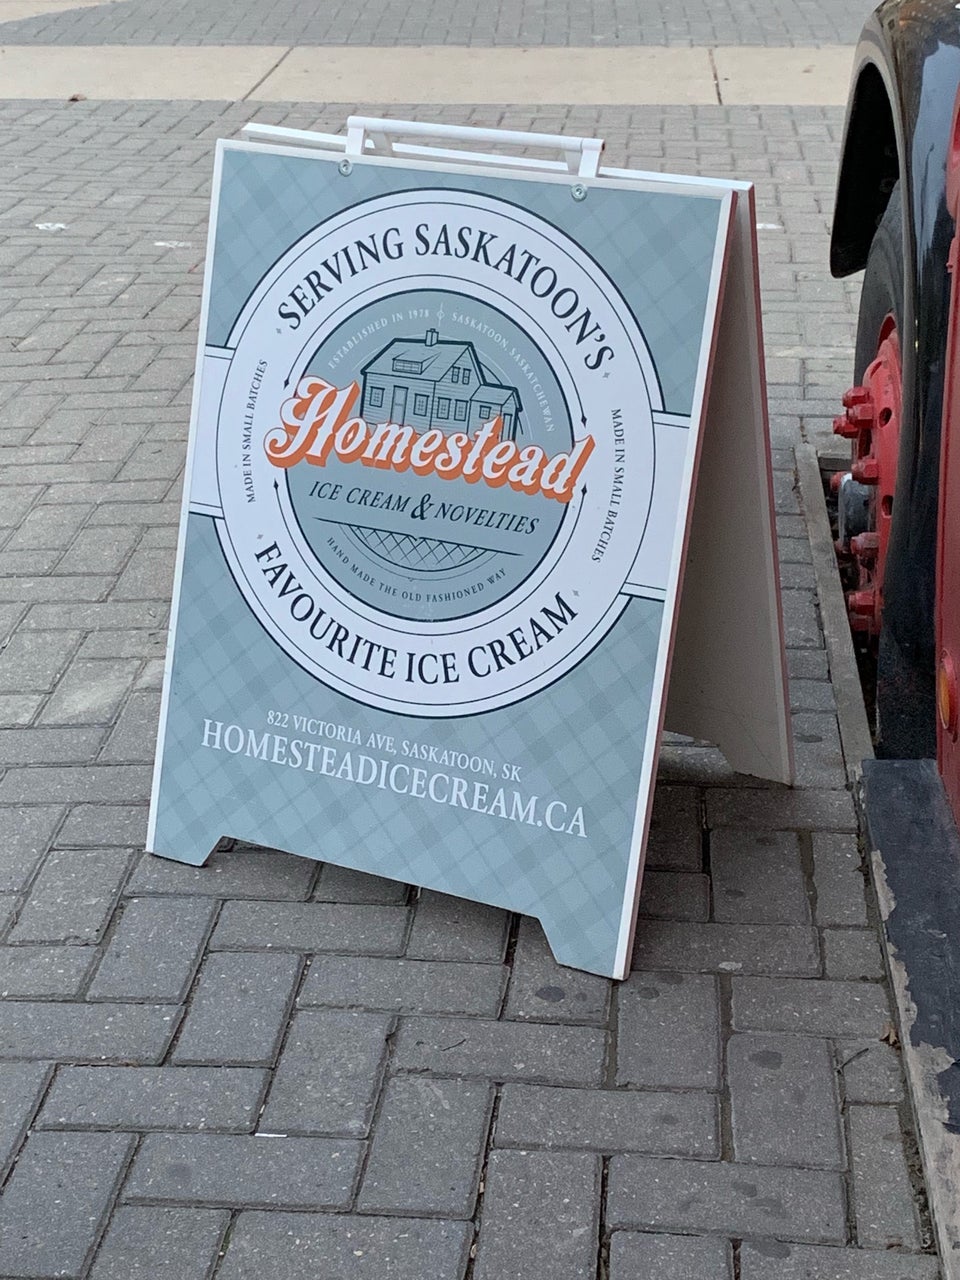 SERVING SASKATOON'S
ESTABLISHED IN 1978 SASKATOON, SASKATCHEWAN
MADE IN SMALL BATCHES
Homestead
ICE CREAM & NOVELTIES
MADE IN SMALL BATCHES
HAND MADE THE OLD FASHIONED WAY
FAVOURITE ICE CREAM
822 VICTORIA AVE, SASKATOON, SK
HOMESTEADICECREAM.CA